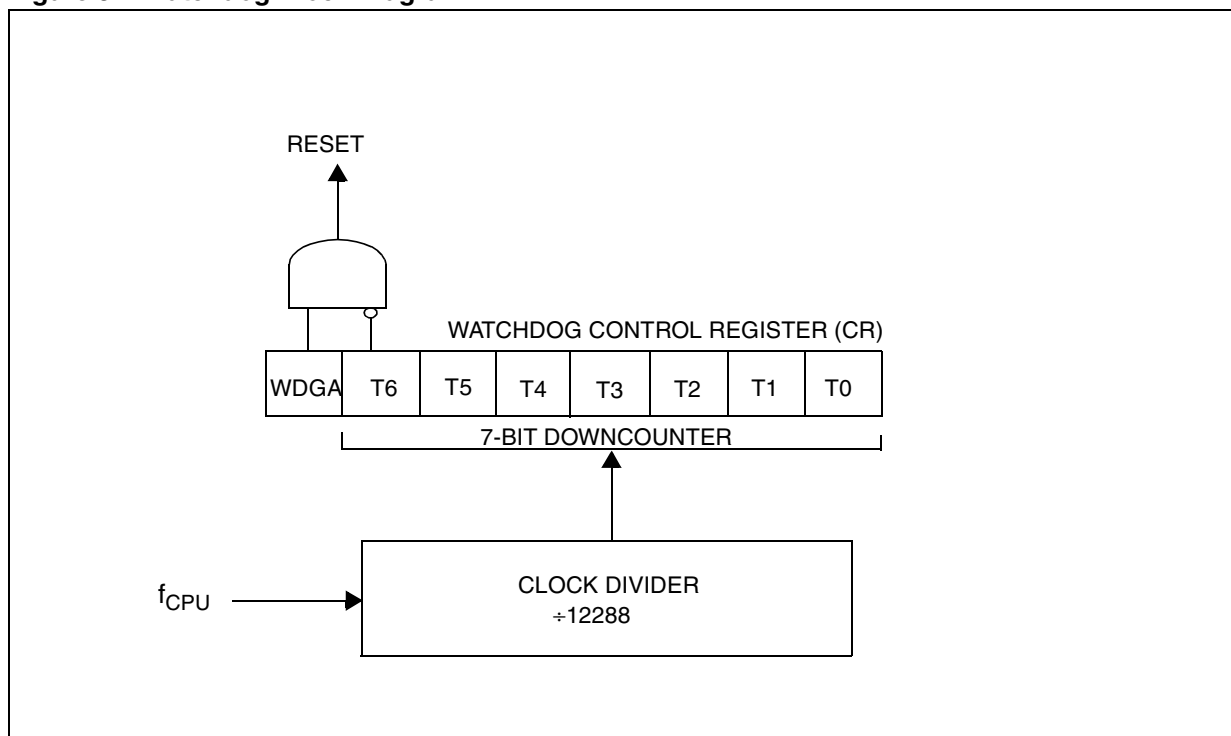 RESET
WATCHDOG CONTROL REGISTER (CR)
WDGA T6 T5 T4 T3 T2 T1 T0
7-BIT DOWNCOUNTER
fCPU
CLOCK DIVIDER
÷12288